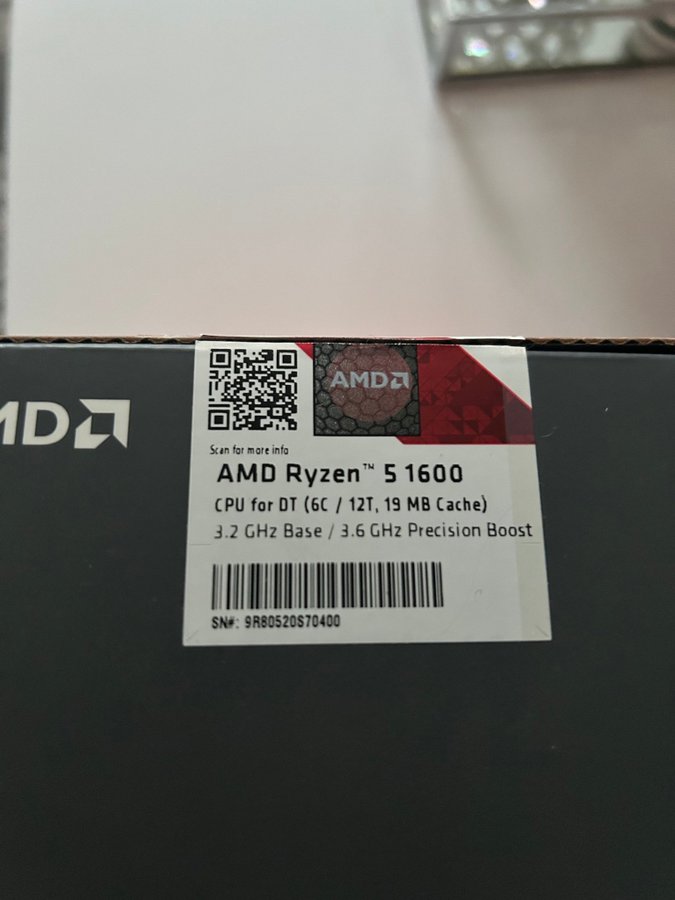 AMD
AMD
Scan for more info
AMD Ryzen™ 5 1600
CPU for DT (6C / 12T, 19 MB Cache)
3.2 GHz Base / 3.6 GHz Precision Boost
SN#: 9R80520S70400